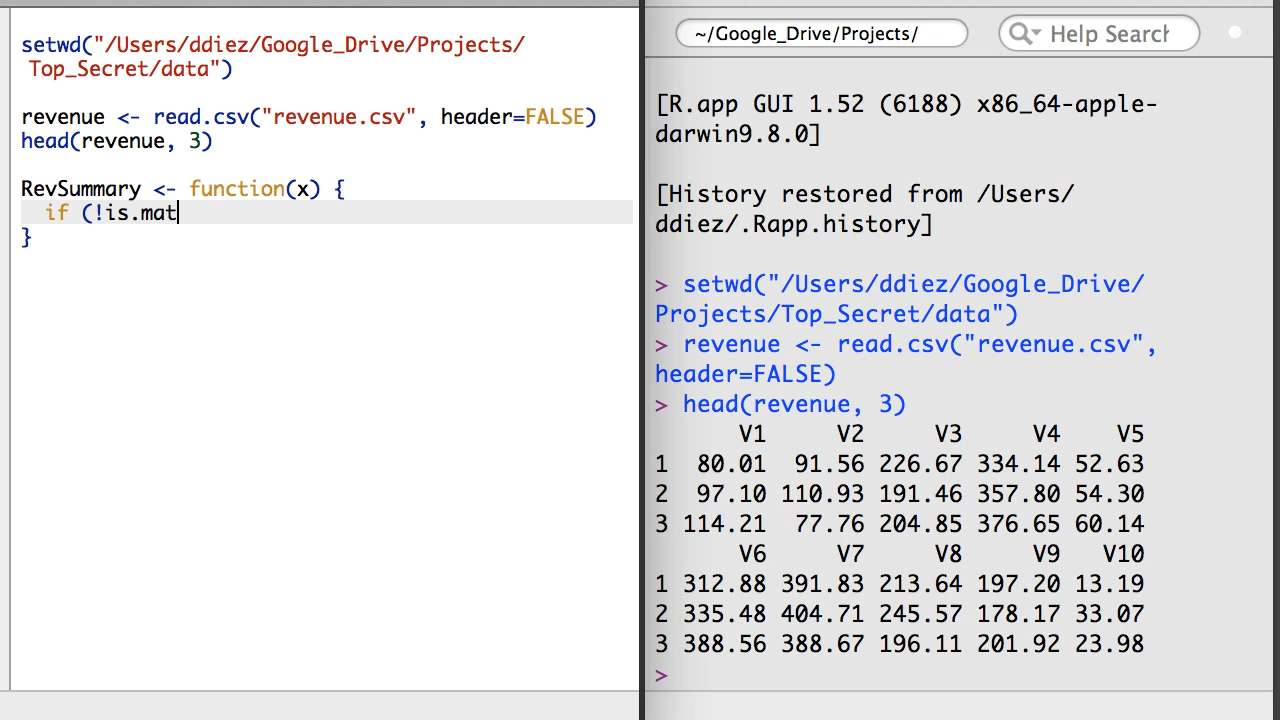 setwd("/Users/ddiez/Google_Drive/Projects/
Top_Secret/data")
revenue <- read.csv("revenue.csv", header=FALSE)
head(revenue, 3)
RevSummary <- function(x) {
if (!is.mat
}
~/Google_Drive/Projects/
Help Search
[R.app GUI 1.52 (6188) x86_64-apple-
darwin9.8.0]
[History restored from /Users/
ddiez/.Rapp.history]
> setwd("/Users/ddiez/Google_Drive/
Projects/Top_Secret/data")
> revenue <- read.csv("revenue.csv",
header=FALSE)
> head(revenue, 3)
V1 V2 V3 V4 V5
1 80.01 91.56 226.67 334.14 52.63
2 97.10 110.93 191.46 357.80 54.30
3 114.21 77.76 204.85 376.65 60.14
V6 V7 V8 V9 V10
1 312.88 391.83 213.64 197.20 13.19
2 335.48 404.71 245.57 178.17 33.07
3 388.56 388.67 196.11 201.92 23.98
>